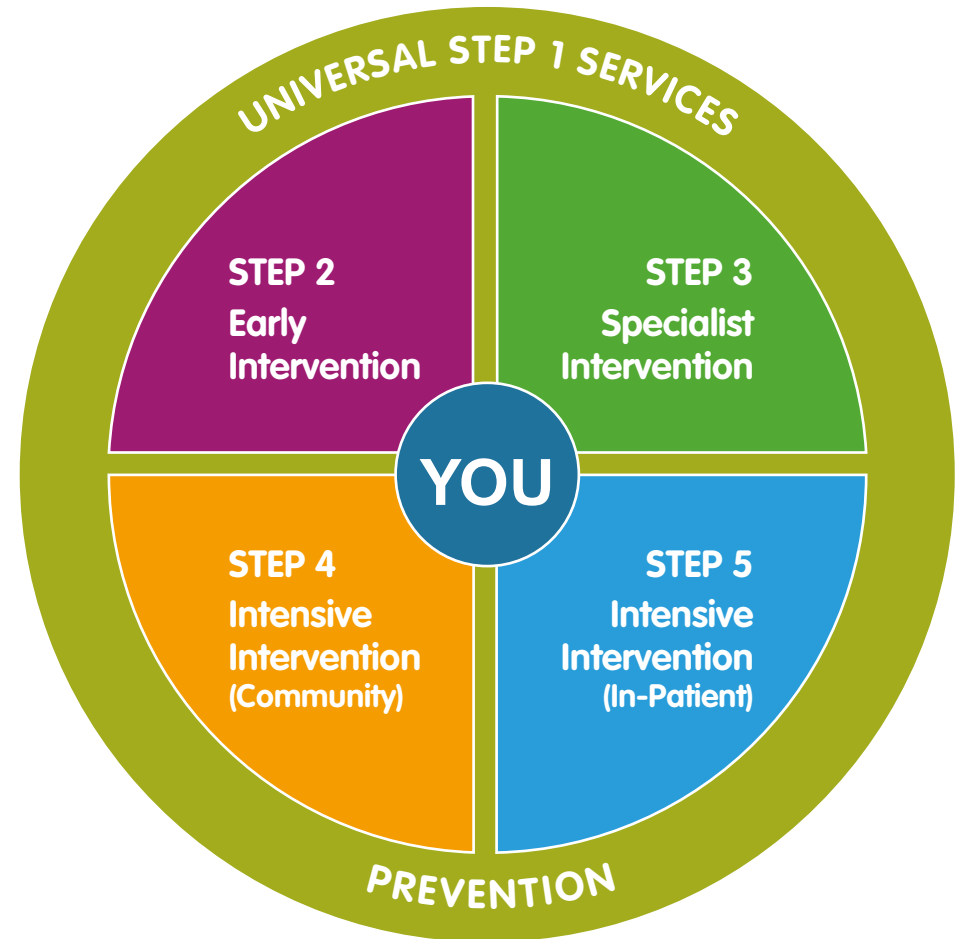 UNIVERSAL STEP 1 SERVICES
STEP 2
Early
Intervention
STEP 3
Specialist
Intervention
YOU
STEP 4
Intensive
Intervention
(Community)
STEP 5
Intensive
Intervention
(In-Patient)
PREVENTION